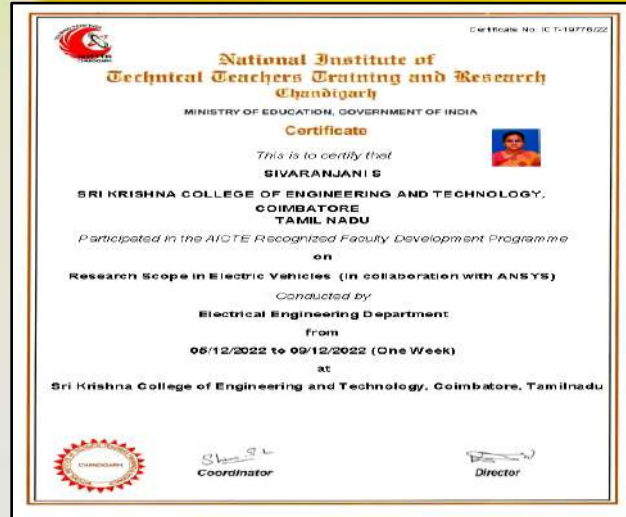 Certificate No: ICT-19776/22
National Institute of
Technical Teachers Training and Research
Chandigarh
MINISTRY OF EDUCATION, GOVERNMENT OF INDIA
Certificate
This is to certify that
SIVARANJANI S
SRI KRISHNA COLLEGE OF ENGINEERING AND TECHNOLOGY,
COIMBATORE
TAMIL NADU
Participated in the AICTE Recognized Faculty Development Programme
on
Research Scope in Electric Vehicles (In collaboration with ANSYS)
Conducted by
Electrical Engineering Department
from
05/12/2022 to 09/12/2022 (One Week)
at
Sri Krishna College of Engineering and Technology, Coimbatore, Tamilnadu
CHANDIGARH
Coordinator
Director